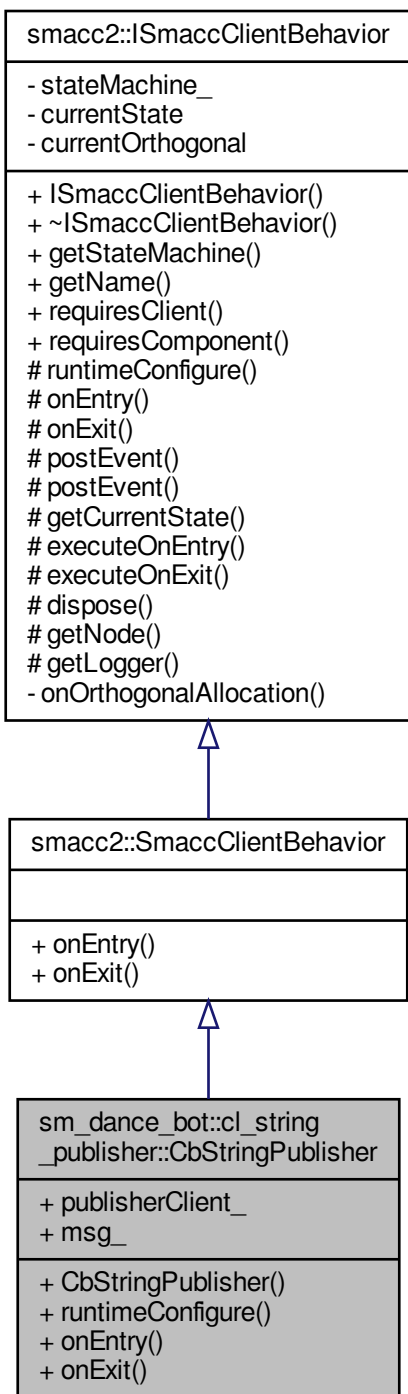 smacc2::ISmaccClientBehavior
- stateMachine_
- currentState
- currentOrthogonal
+ ISmaccClientBehavior()
+ ~ISmaccClientBehavior()
+ getStateMachine()
+ getName()
+ requiresClient()
+ requiresComponent()
# runtimeConfigure()
# onEntry()
# onExit()
# postEvent()
# postEvent()
# getCurrentState()
# executeOnEntry()
# executeOnExit()
# dispose()
# getNode()
# getLogger()
- onOrthogonalAllocation()
smacc2::SmaccClientBehavior
+ onEntry()
+ onExit()
sm_dance_bot::cl_string
_publisher::CbStringPublisher
+ publisherClient_
+ msg_
+ CbStringPublisher()
+ runtimeConfigure()
+ onEntry()
+ onExit()